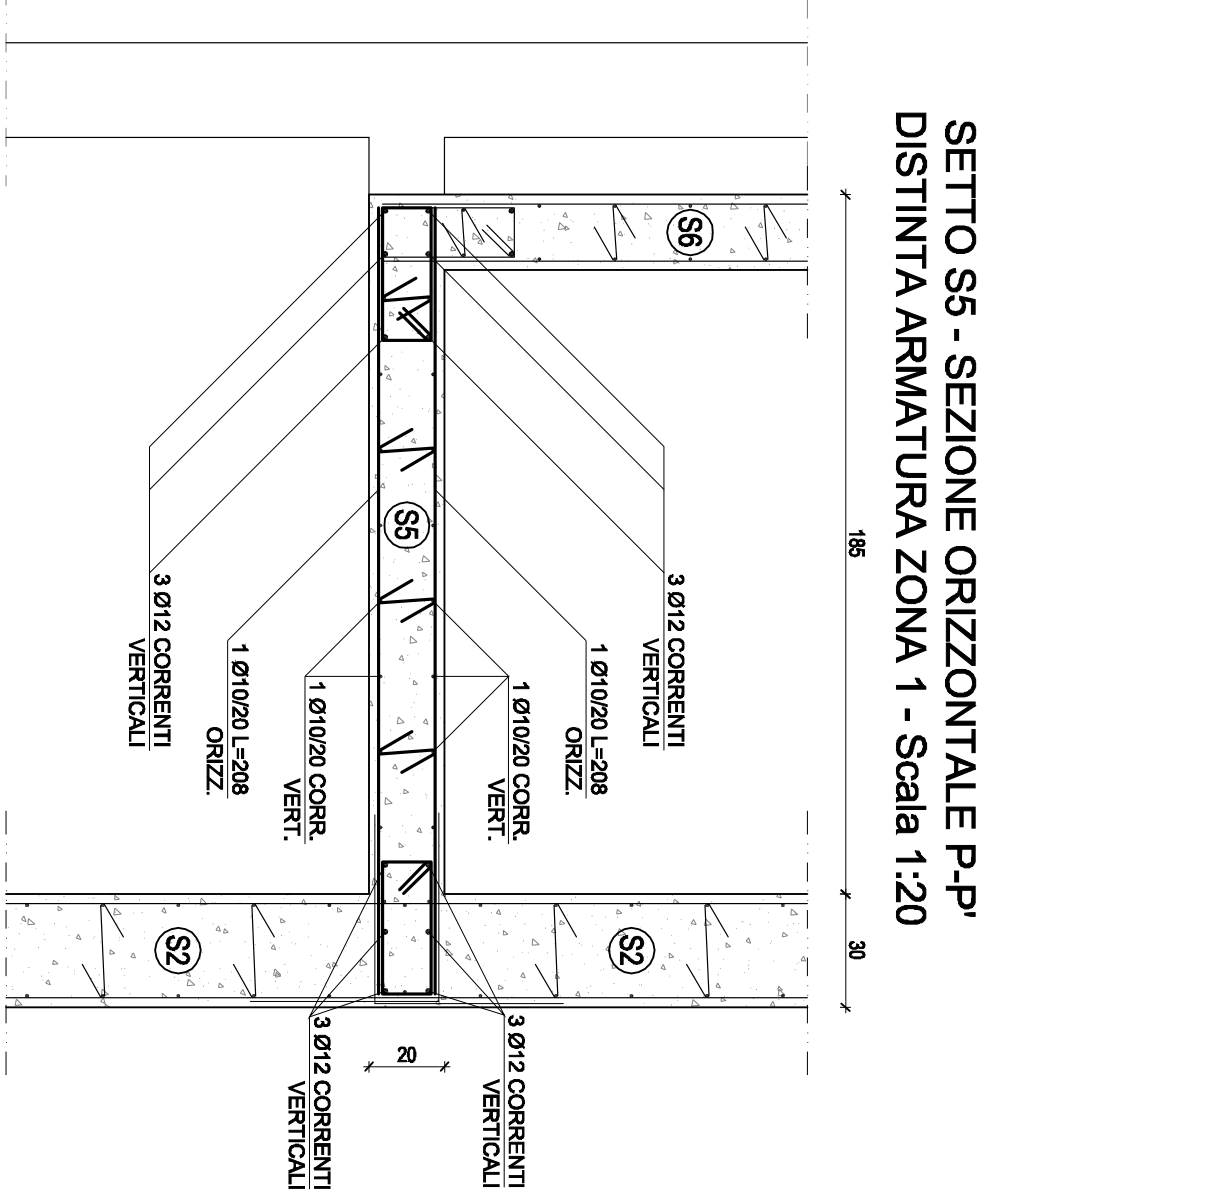 SETTO S5 - SEZIONE ORIZZONTALE P-P'
DISTINTA ARMATURA ZONA 1 - Scala 1:20
185
30
S6
S5
S2
S2
20
3 Ø12 CORRENTI
VERTICALI
1 Ø10/20 L=208
ORIZZ.
1 Ø10/20 CORR.
VERT.
3 Ø12 CORRENTI
VERTICALI
1 Ø10/20 CORR.
VERT.
1 Ø10/20 L=208
ORIZZ.
3 Ø12 CORRENTI
VERTICALI
3 Ø12 CORRENTI
VERTICALI